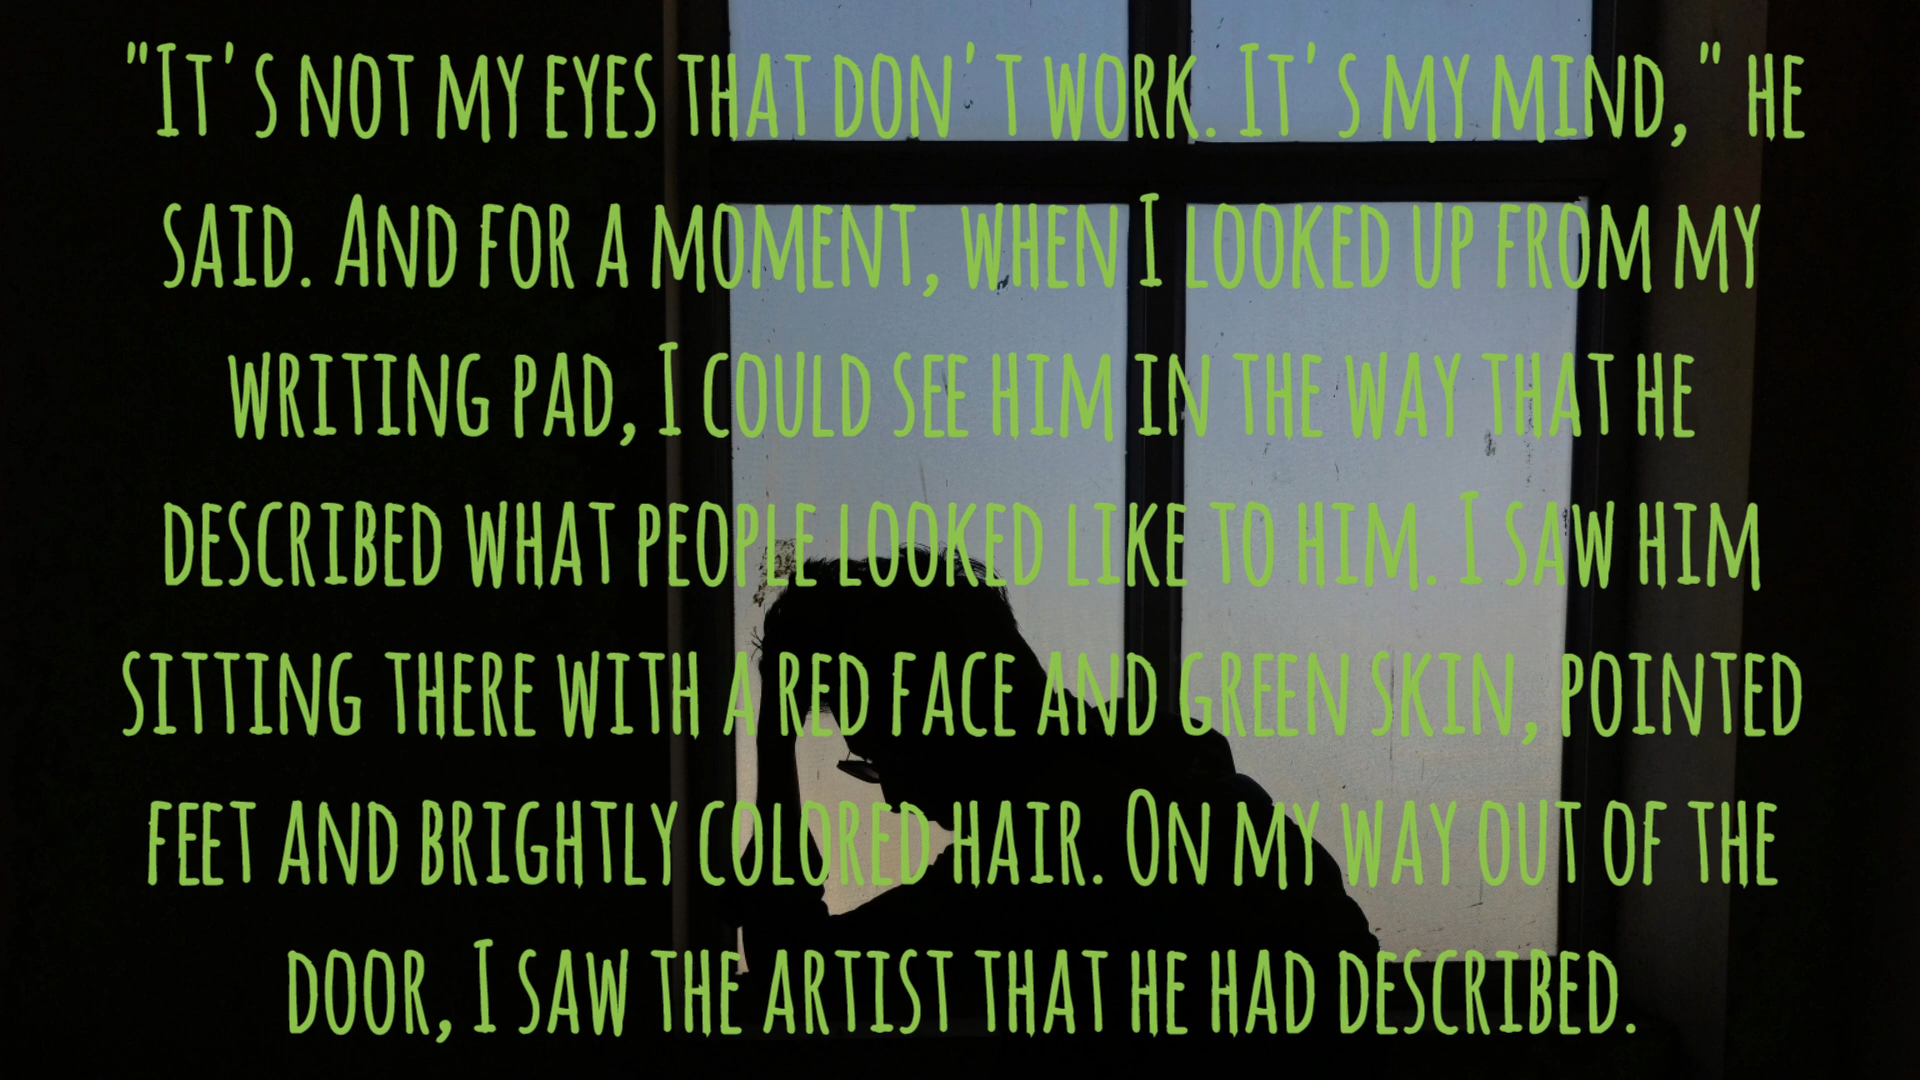 "It's not my eyes that don't work. It's my mind," he
said. And for a moment, when I looked up from my
writing pad, I could see him in the way that he
described what people looked like to him. I saw him
sitting there with a red face and green skin, pointed
feet and brightly colored hair. On my way out of the
door, I saw the artist that he had described.